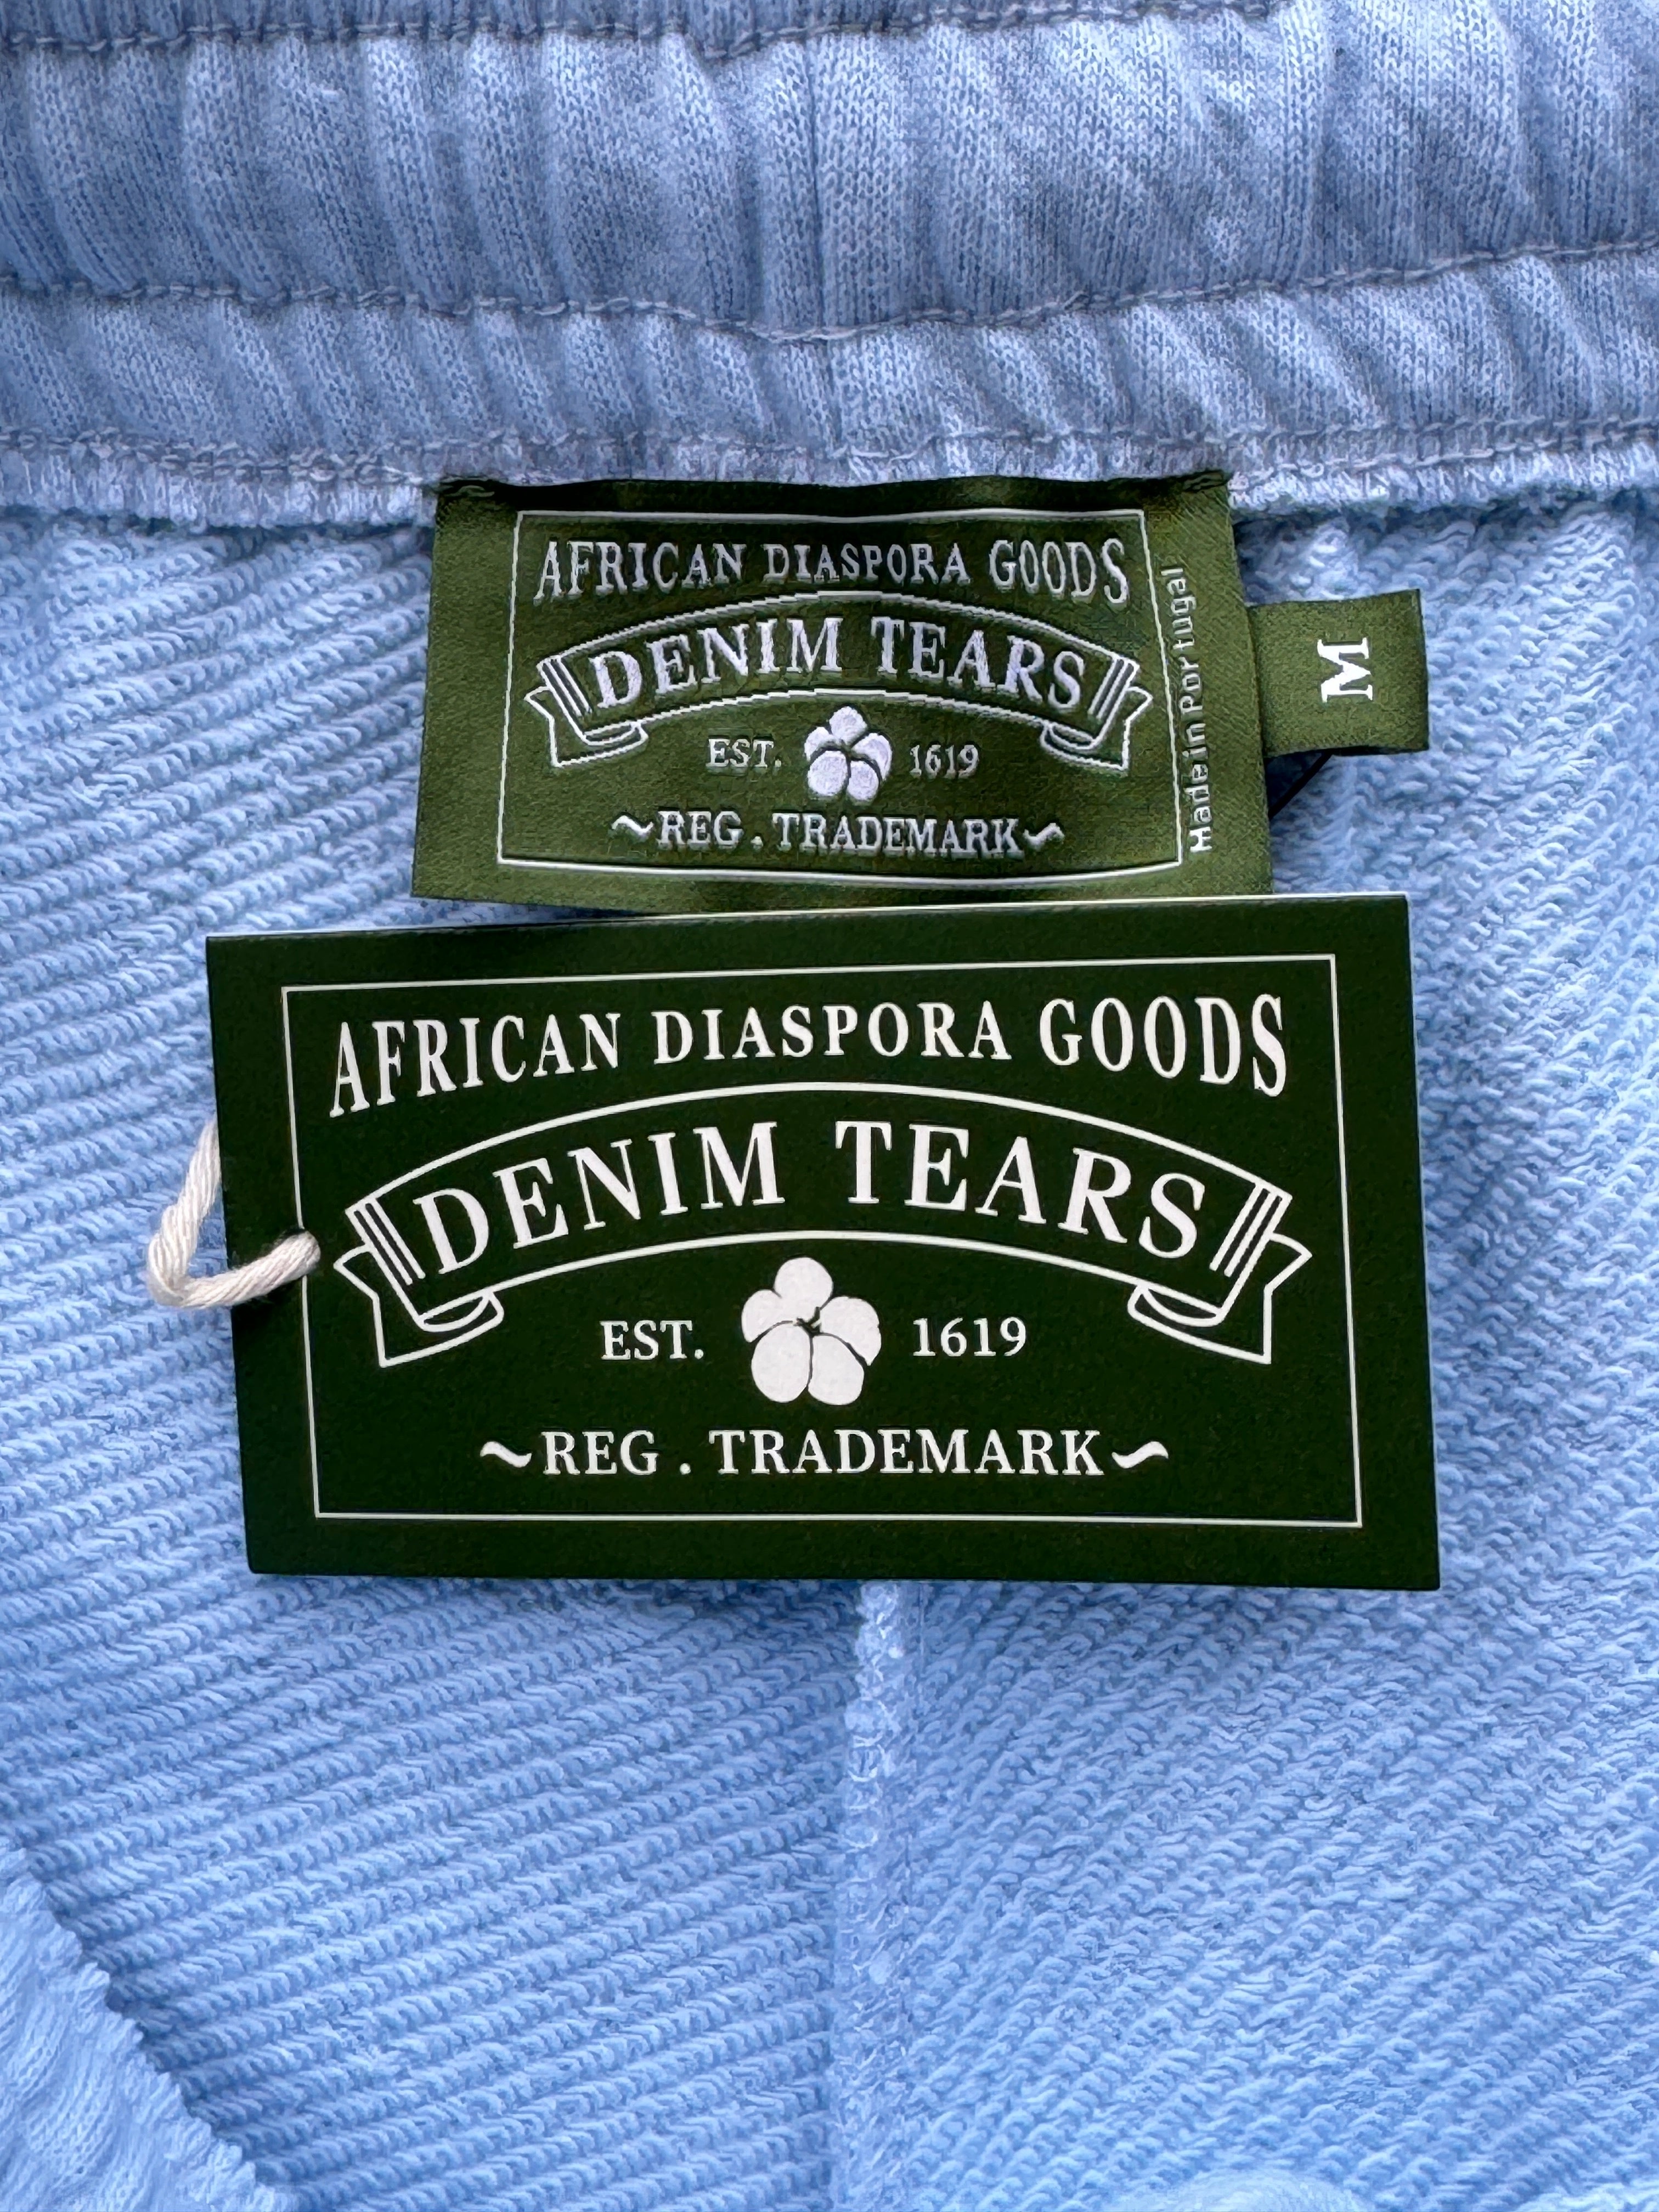 AFRICAN DIASPORA GOODS
DENIM TEARS
EST. 1619
~REG . TRADEMARK~
Made in Portugal
M
AFRICAN DIASPORA GOODS
DENIM TEARS
EST. 1619
~REG . TRADEMARK~